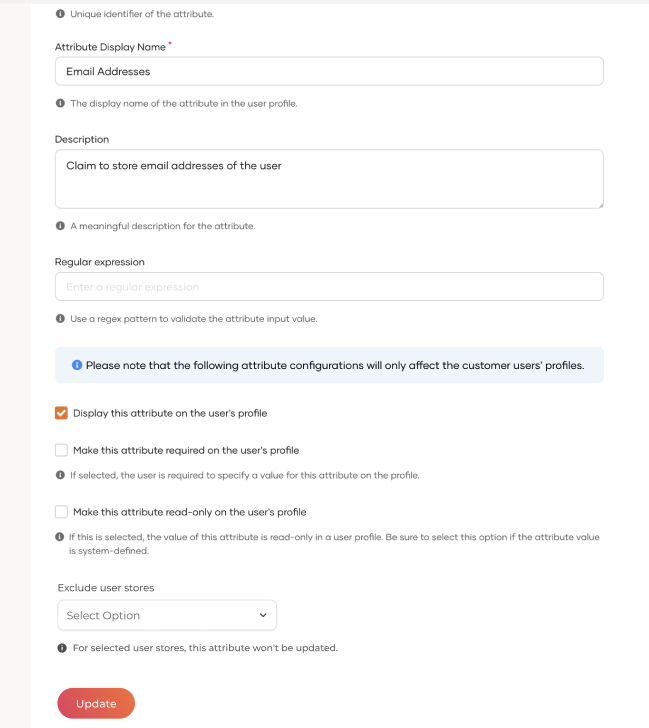 Unique identifier of the attribute.
Attribute Display Name *
Email Addresses
The display name of the attribute in the user profile.
Description
Claim to store email addresses of the user
A meaningful description for the attribute.
Regular expression
Enter a regular expression
Use a regex pattern to validate the attribute input value.
Please note that the following attribute configurations will only affect the customer users' profiles.
Display this attribute on the user's profile
Make this attribute required on the user's profile
If selected, the user is required to specify a value for this attribute on the profile.
Make this attribute read-only on the user's profile
If this is selected, the value of this attribute is read-only in a user profile. Be sure to select this option if the attribute value
is system-defined.
Exclude user stores
Select Option
For selected user stores, this attribute won't be updated.
Update